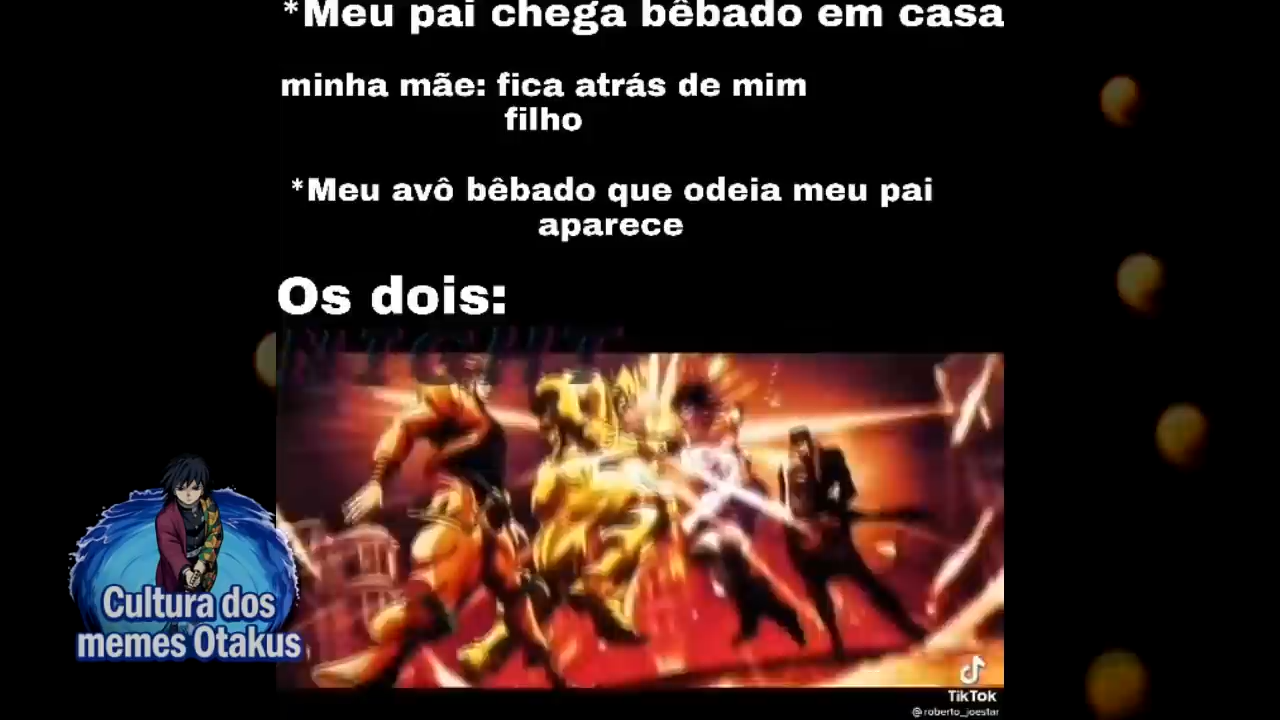 *Meu pai chega bêbado em casa
minha mãe: fica atrás de mim
filho
*Meu avô bêbado que odeia meu pai
aparece
Os dois:
NIGHT
Cultura dos
memes Otakus
TikTok
@roberto_joestar